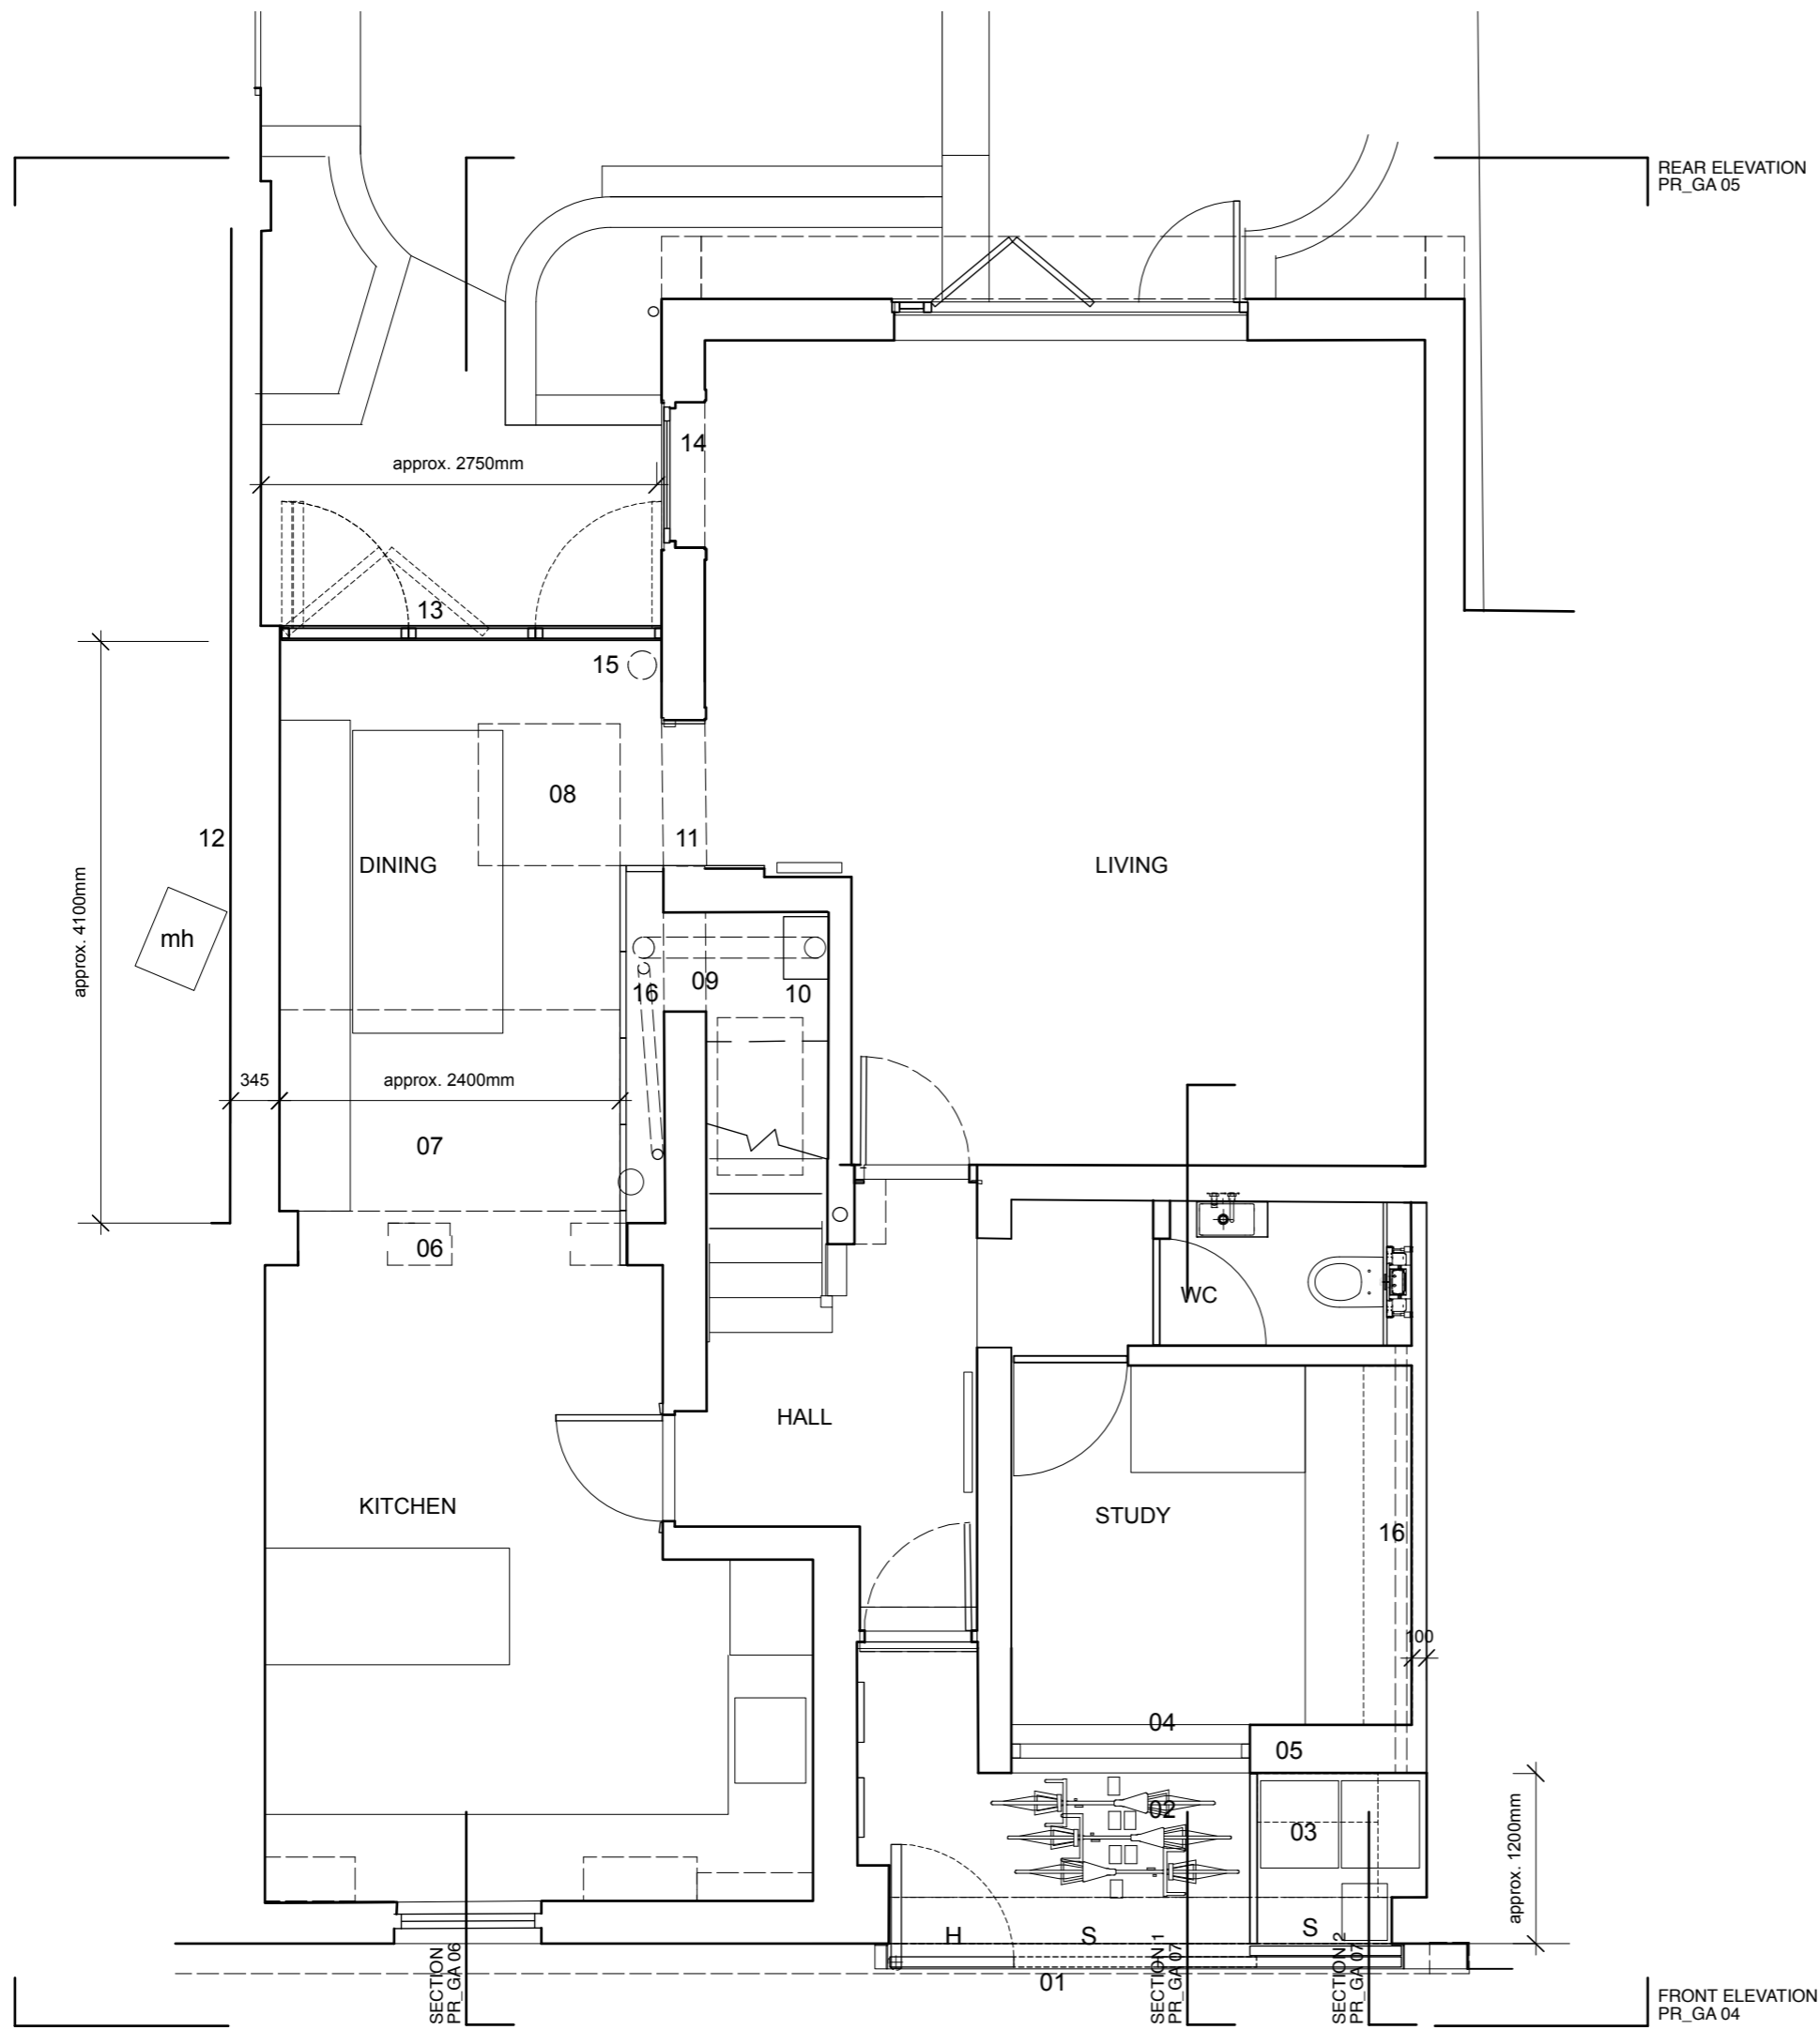 REAR ELEVATION
PR_GA 05
14
approx. 2750mm
13
15
08
12
11
DINING
LIVING
approx. 4100mm
mh
09
16
10
345
approx. 2400mm
07
06
WC
HALL
KITCHEN
STUDY
16
100
04
05
02
03
approx. 1200mm
H
S
S
01
SECTION
PR_GA 06
SECTION 1
PR_GA 07
SECTION 2
PR_GA 07
FRONT ELEVATION
PR_GA 04